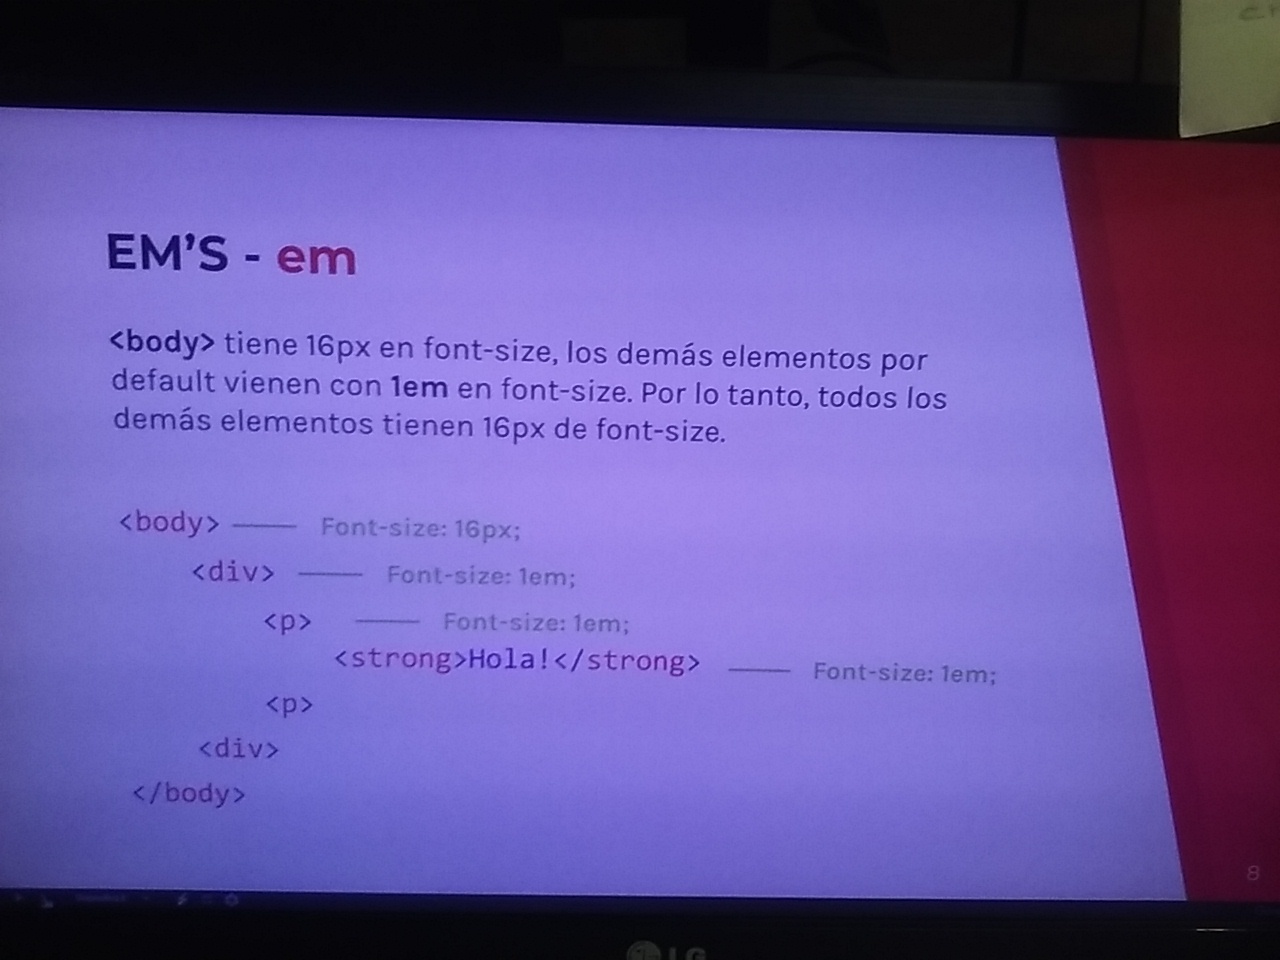 EM'S - em
<body> tiene 16px en font-size, los demás elementos por
default vienen con 1em en font-size. Por lo tanto, todos los
demás elementos tienen 16px de font-size.
<body> Font-size: 16px;
<div> Font-size: 1em;
<p> Font-size: 1em;
<strong>Hola!</strong> Font-size: 1em;
<p>
<div>
</body>
8
LG